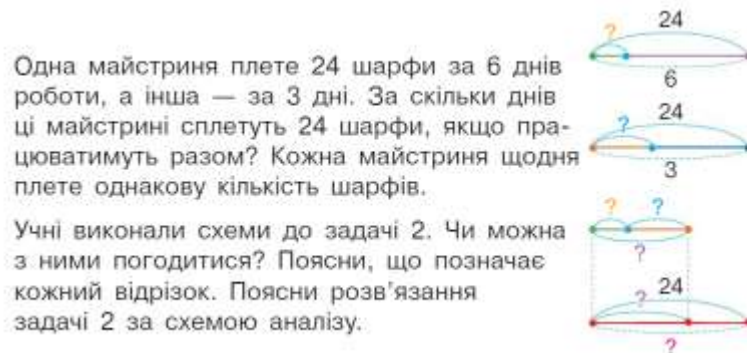 Одна майстриня плете 24 шарфи за 6 днів
роботи, а інша — за 3 дні. За скільки днів
ці майстрині сплетуть 24 шарфи, якщо пра-
цюватимуть разом? Кожна майстриня щодня
плете однакову кількість шарфів.
Учні виконали схеми до задачі 2. Чи можна
з ними погодитися? Поясни, що позначає
кожний відрізок. Поясни розв'язання
задачі 2 за схемою аналізу.
24
?
6
24
?
3
? ?
?
24
?
?